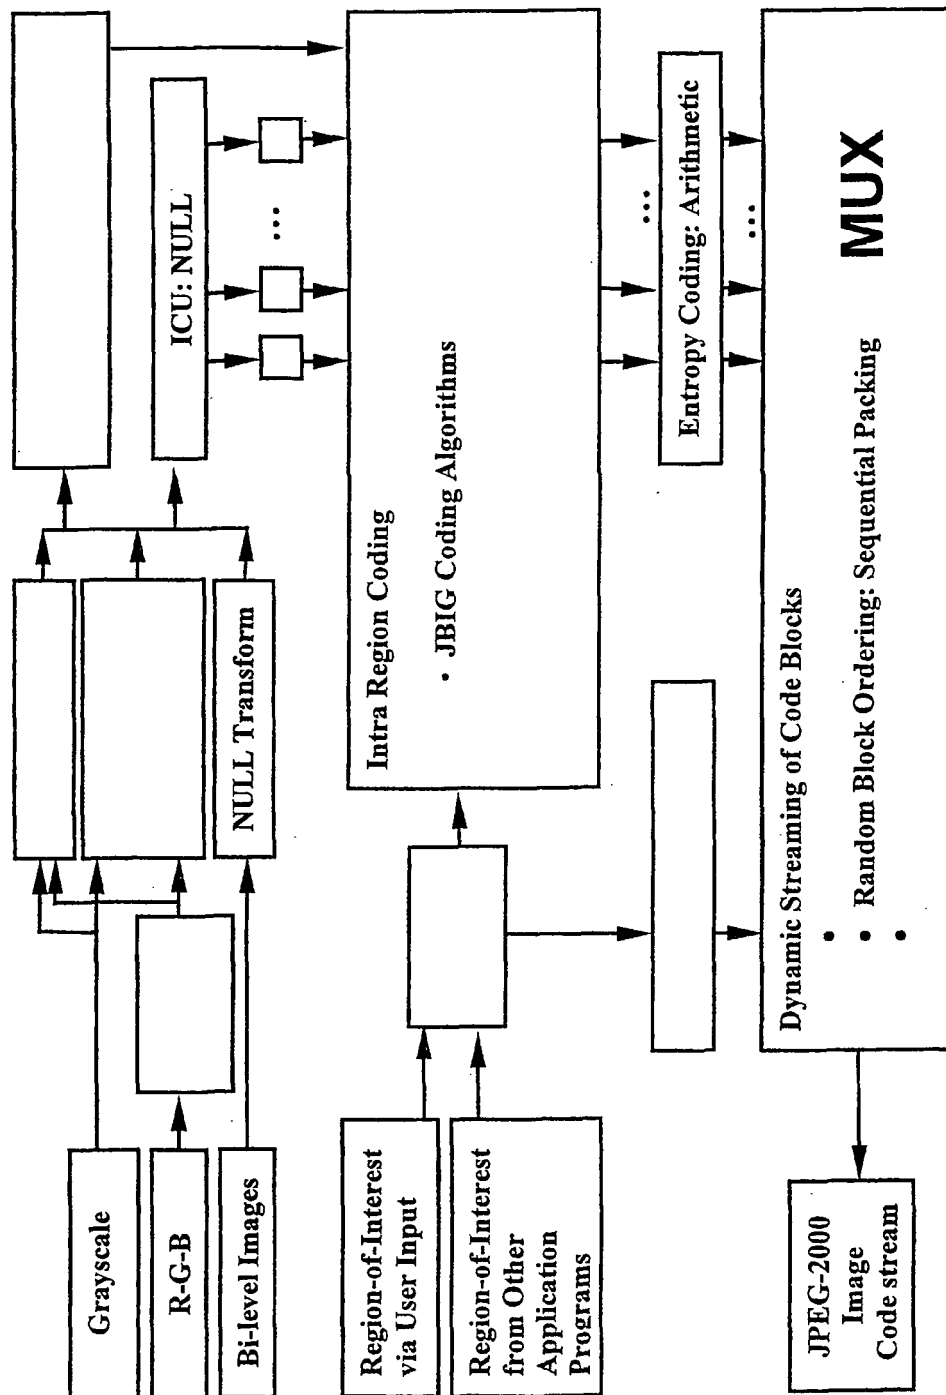 Grayscale
R-G-B
Bi-level Images
NULL Transform
ICU: NULL
...
Region-of-Interest
via User Input
Region-of-Interest
from Other
Application
Programs
Intra Region Coding
• JBIG Coding Algorithms
...
Entropy Coding: Arithmetic
...
Dynamic Streaming of Code Blocks
•
• Random Block Ordering: Sequential Packing
•
MUX
JPEG-2000
Image
Code stream